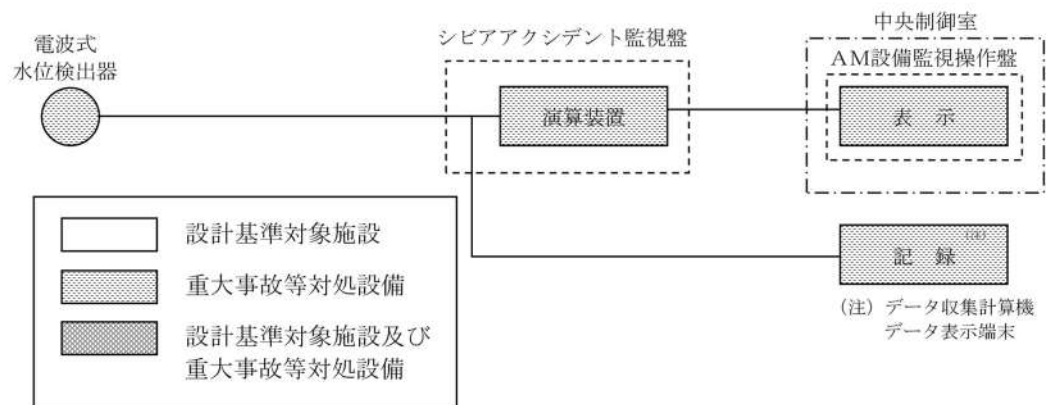 電波式
水位検出器
シビアアクシデント監視盤
演算装置
中央制御室
AM設備監視操作盤
表 示
記 録(注)
(注) データ収集計算機
データ表示端末
設計基準対象施設
重大事故等対処設備
設計基準対象施設及び
重大事故等対処設備